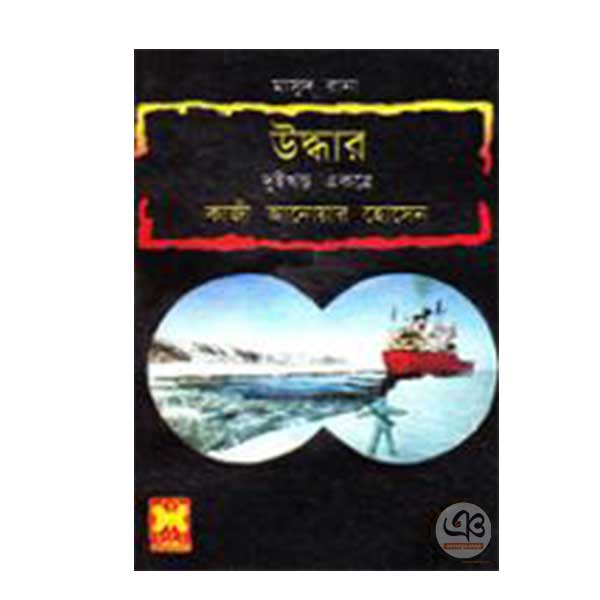 মাসুদ রানা
উদ্ধার
দুইখণ্ড একত্রে
কাজী আনোয়ার হোসেন